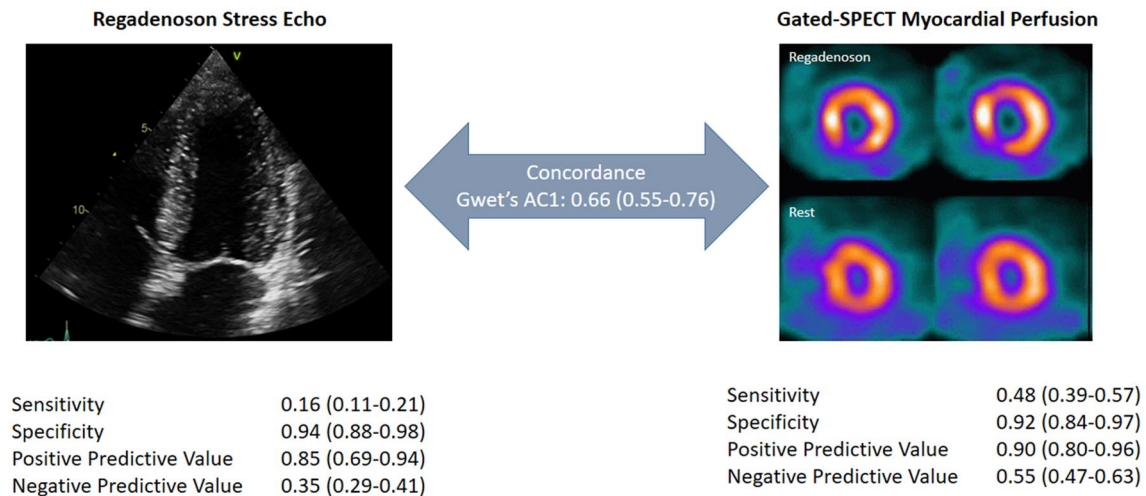 Regadenoson Stress Echo
Gated-SPECT Myocardial Perfusion
V
5
10
Regadenoson
Rest
Concordance
Gwet's AC1: 0.66 (0.55-0.76)
Sensitivity 0.16 (0.11-0.21)
Specificity 0.94 (0.88-0.98)
Positive Predictive Value 0.85 (0.69-0.94)
Negative Predictive Value 0.35 (0.29-0.41)
Sensitivity 0.48 (0.39-0.57)
Specificity 0.92 (0.84-0.97)
Positive Predictive Value 0.90 (0.80-0.96)
Negative Predictive Value 0.55 (0.47-0.63)